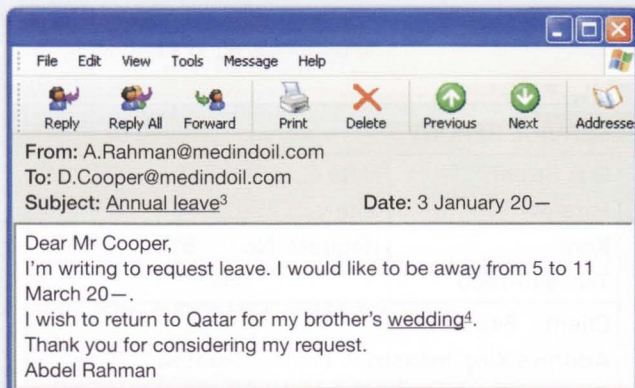 File Edit View Tools Message Help
Reply Reply All Forward Print Delete Previous Next Addresse
From: A.Rahman@medindoil.com
To: D.Cooper@medindoil.com
Subject: Annual leave³ Date: 3 January 20—
Dear Mr Cooper,
I'm writing to request leave. I would like to be away from 5 to 11
March 20—.
I wish to return to Qatar for my brother's wedding⁴.
Thank you for considering my request.
Abdel Rahman